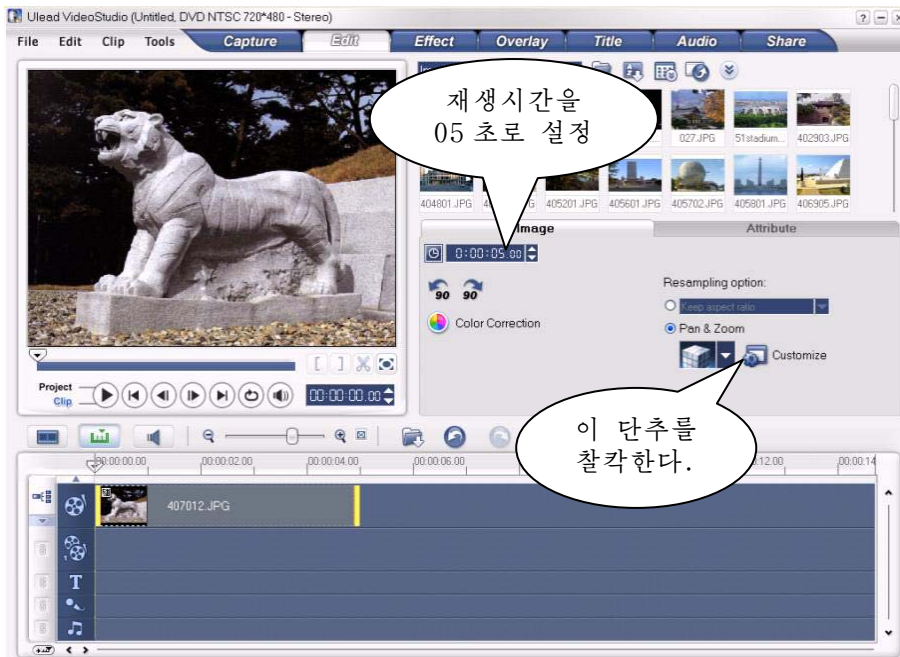 Ulead VideoStudio (Untitled, DVD NTSC 720*480 - Stereo)
File Edit Clip Tools Capture Edit Effect Overlay Title Audio Share
재생시간을
05초로 설정
027.JPG 51stadium... 402903.JPG
404801.JPG 405201.JPG 405601.JPG 405702.JPG 405801.JPG 406905.JPG
Image Attribute
0:00:05.00
90 90
Color Correction
Resampling option:
Keep aspect ratio
Pan & Zoom
Customize
Project
Clip
00:00:00.00
이 단추를
찰칵한다.
00:00:00.00 00:00:02.00 00:00:04.00 00:00:06.00 00:00:14
407012.JPG
T